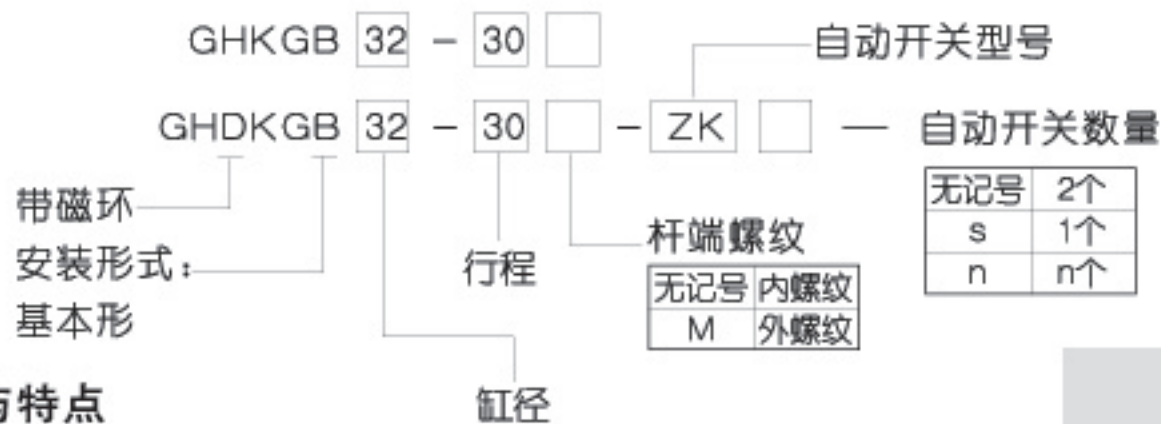 GHKGB 32 - 30
自动开关型号
GHDKGB 32 - 30 - ZK — 自动开关数量
带磁环
安装形式：
基本形
行程
缸径
杆端螺纹
无记号 内螺纹
M 外螺纹
无记号 2个
s 1个
n n个
与特点